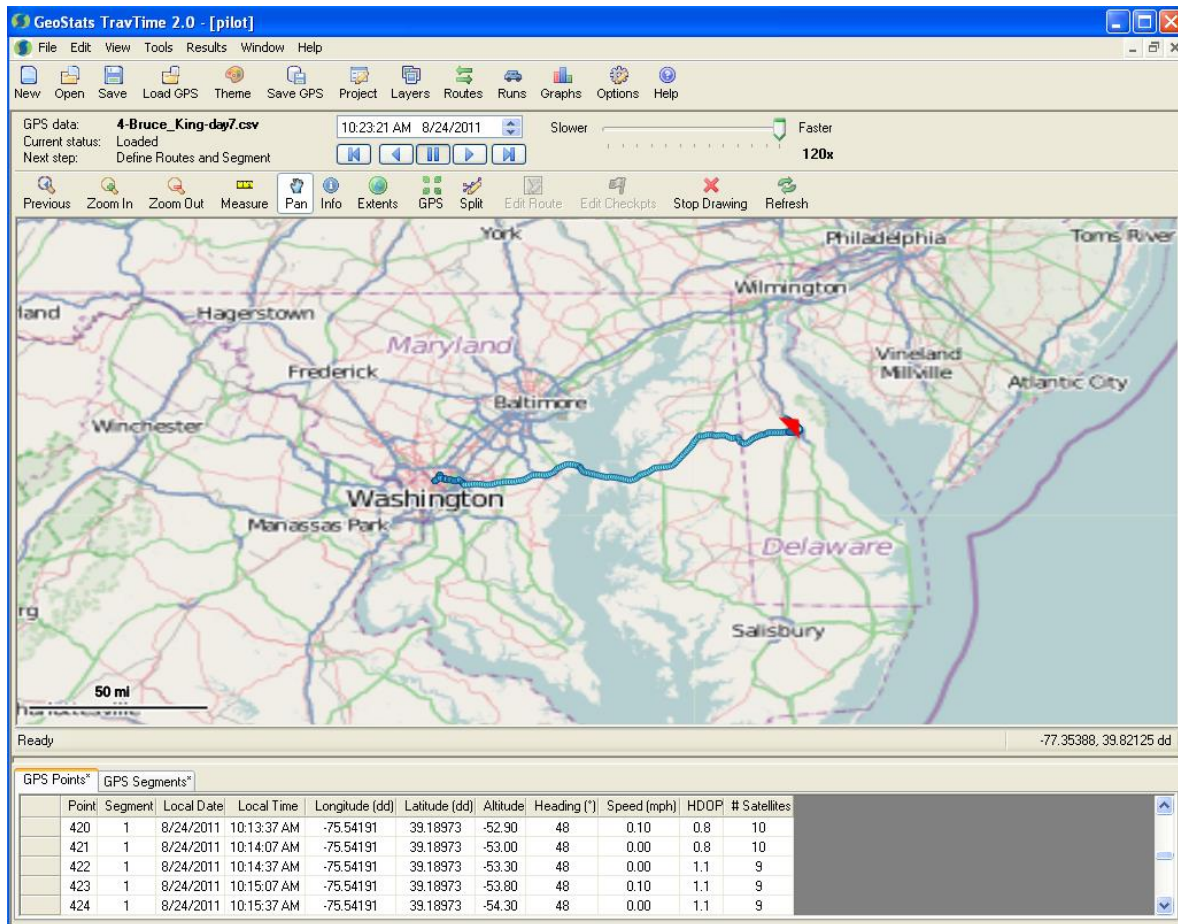 GeoStats TravTime 2.0 - [pilot]
File Edit View Tools Results Window Help
New Open Save Load GPS Theme Save GPS Project Layers Routes Runs Graphs Options Help
GPS data: 4-Bruce_King-day7.csv
Current status: Loaded
Next step: Define Routes and Segment
10:23:21 AM 8/24/2011
Slower Faster
120x
Previous Zoom In Zoom Out Measure Pan Info Extents GPS Split Edit Route Edit Checkpts Stop Drawing Refresh
York
Philadelphia
Toms River
Wilmington
land
Hagerstown
Maryland
Vineland
Millville
Frederick
Atlantic City
Baltimore
Winchester
Washington
Manassas Park
Delaware
rg
Salisbury
50 mi
Ready
-77.35388, 39.82125 dd
GPS Points* GPS Segments*
Point Segment Local Date Local Time Longitude (dd) Latitude (dd) Altitude Heading (°) Speed (mph) HDOP # Satellites
420 1 8/24/2011 10:13:37 AM -75.54191 39.18973 -52.90 48 0.10 0.8 10
421 1 8/24/2011 10:14:07 AM -75.54191 39.18973 -53.00 48 0.00 0.8 10
422 1 8/24/2011 10:14:37 AM -75.54191 39.18973 -53.30 48 0.00 1.1 9
423 1 8/24/2011 10:15:07 AM -75.54191 39.18973 -53.80 48 0.10 1.1 9
424 1 8/24/2011 10:15:37 AM -75.54191 39.18973 -54.30 48 0.00 1.1 9